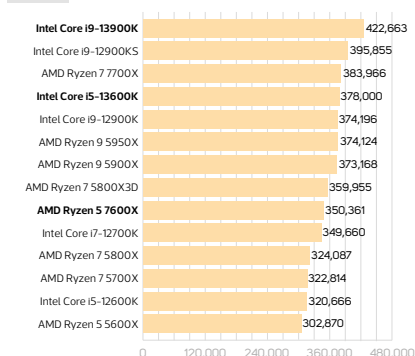 Intel Core i9-13900K 422,663
Intel Core i9-12900KS 395,855
AMD Ryzen 7 7700X 383,966
Intel Core i5-13600K 378,000
Intel Core i9-12900K 374,196
AMD Ryzen 9 5950X 374,124
AMD Ryzen 9 5900X 373,168
AMD Ryzen 7 5800X3D 359,955
AMD Ryzen 5 7600X 350,361
Intel Core i7-12700K 349,660
AMD Ryzen 7 5800X 324,087
AMD Ryzen 7 5700X 322,814
Intel Core i5-12600K 320,666
AMD Ryzen 5 5600X 302,870
0 120,000 240,000 360,000 480,000